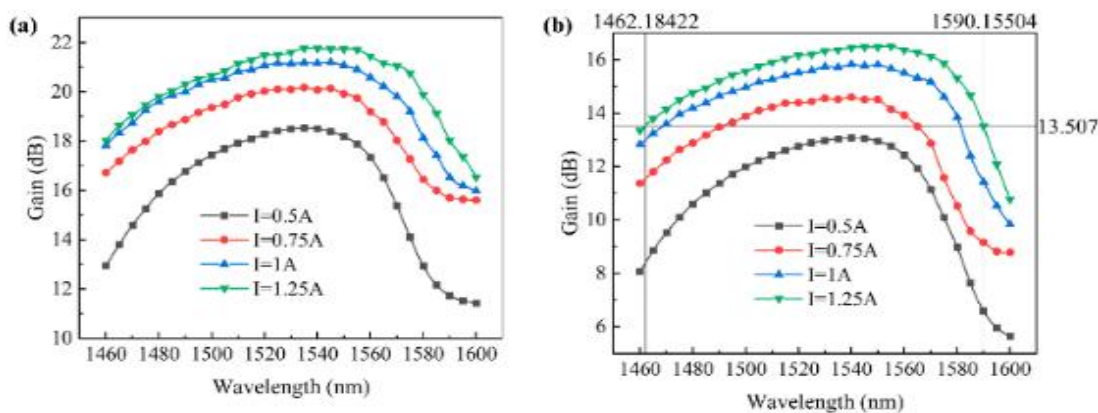 (a)
22
20
18
16
14
12
10
Gain (dB)
I=0.5A
I=0.75A
I=1A
I=1.25A
1460 1480 1500 1520 1540 1560 1580 1600
Wavelength (nm)
(b)
1462.18422 1590.15504
16
14
12
10
8
6
Gain (dB)
13.507
I=0.5A
I=0.75A
I=1A
I=1.25A
1460 1480 1500 1520 1540 1560 1580 1600
Wavelength (nm)